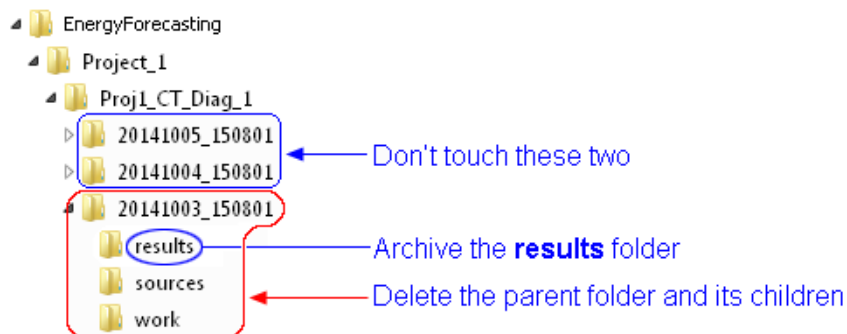 EnergyForecasting
Project_1
Proj1_CT_Diag_1
20141005_150801
20141004_150801
Don't touch these two
20141003_150801
results
Archive the results folder
sources
Delete the parent folder and its children
work